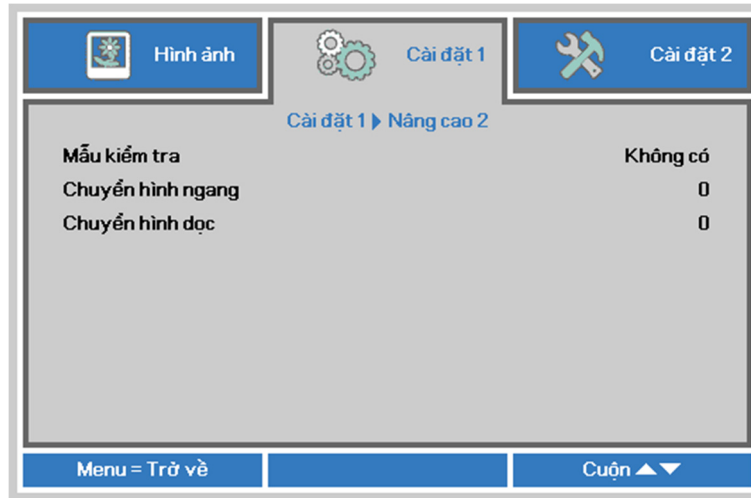 Hình ảnh
Cài đặt 1
Cài đặt 2
Cài đặt 1 ▶ Nâng cao 2
Mẫu kiểm tra Không có
Chuyển hình ngang 0
Chuyển hình dọc 0
Menu = Trở về
Cuộn ▲▼